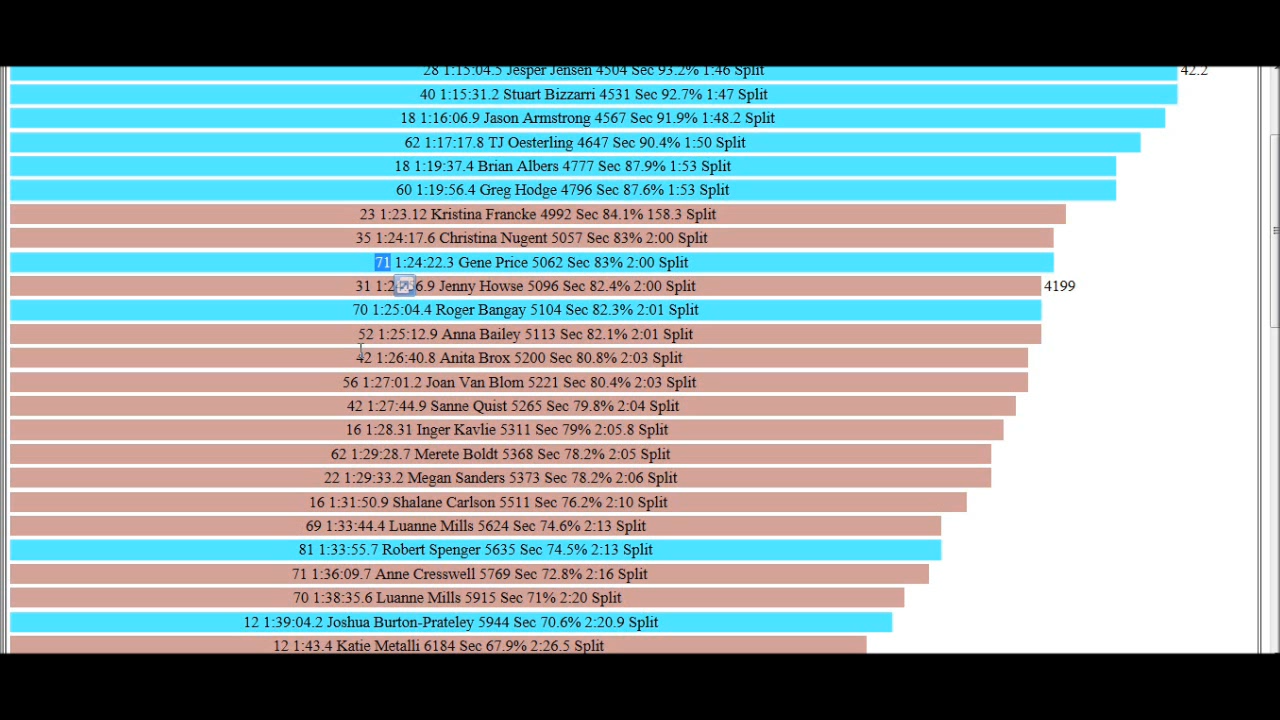 28 1:15:04.5 Jesper Jensen 4504 Sec 93.2% 1:46 Split 42.2
40 1:15:31.2 Stuart Bizzarri 4531 Sec 92.7% 1:47 Split
18 1:16:06.9 Jason Armstrong 4567 Sec 91.9% 1:48.2 Split
62 1:17:17.8 TJ Oesterling 4647 Sec 90.4% 1:50 Split
18 1:19:37.4 Brian Albers 4777 Sec 87.9% 1:53 Split
60 1:19:56.4 Greg Hodge 4796 Sec 87.6% 1:53 Split
23 1:23.12 Kristina Francke 4992 Sec 84.1% 158.3 Split
35 1:24:17.6 Christina Nugent 5057 Sec 83% 2:00 Split
71 1:24:22.3 Gene Price 5062 Sec 83% 2:00 Split
31 Jenny Howse 5096 Sec 82.4% 2:00 Split 4199
70 1:25:04.4 Roger Bangay 5104 Sec 82.3% 2:01 Split
52 1:25:12.9 Anna Bailey 5113 Sec 82.1% 2:01 Split
42 1:26:40.8 Anita Brox 5200 Sec 80.8% 2:03 Split
56 1:27:01.2 Joan Van Blom 5221 Sec 80.4% 2:03 Split
42 1:27:44.9 Sanne Quist 5265 Sec 79.8% 2:04 Split
16 1:28.31 Inger Kavlie 5311 Sec 79% 2:05.8 Split
62 1:29:28.7 Merete Boldt 5368 Sec 78.2% 2:05 Split
22 1:29:33.2 Megan Sanders 5373 Sec 78.2% 2:06 Split
16 1:31:50.9 Shalane Carlson 5511 Sec 76.2% 2:10 Split
69 1:33:44.4 Luanne Mills 5624 Sec 74.6% 2:13 Split
81 1:33:55.7 Robert Spenger 5635 Sec 74.5% 2:13 Split
71 1:36:09.7 Anne Cresswell 5769 Sec 72.8% 2:16 Split
70 1:38:35.6 Luanne Mills 5915 Sec 71% 2:20 Split
12 1:39:04.2 Joshua Burton-Prateley 5944 Sec 70.6% 2:20.9 Split
12 1:43.4 Katie Metalli 6184 Sec 67.9% 2:26.5 Split